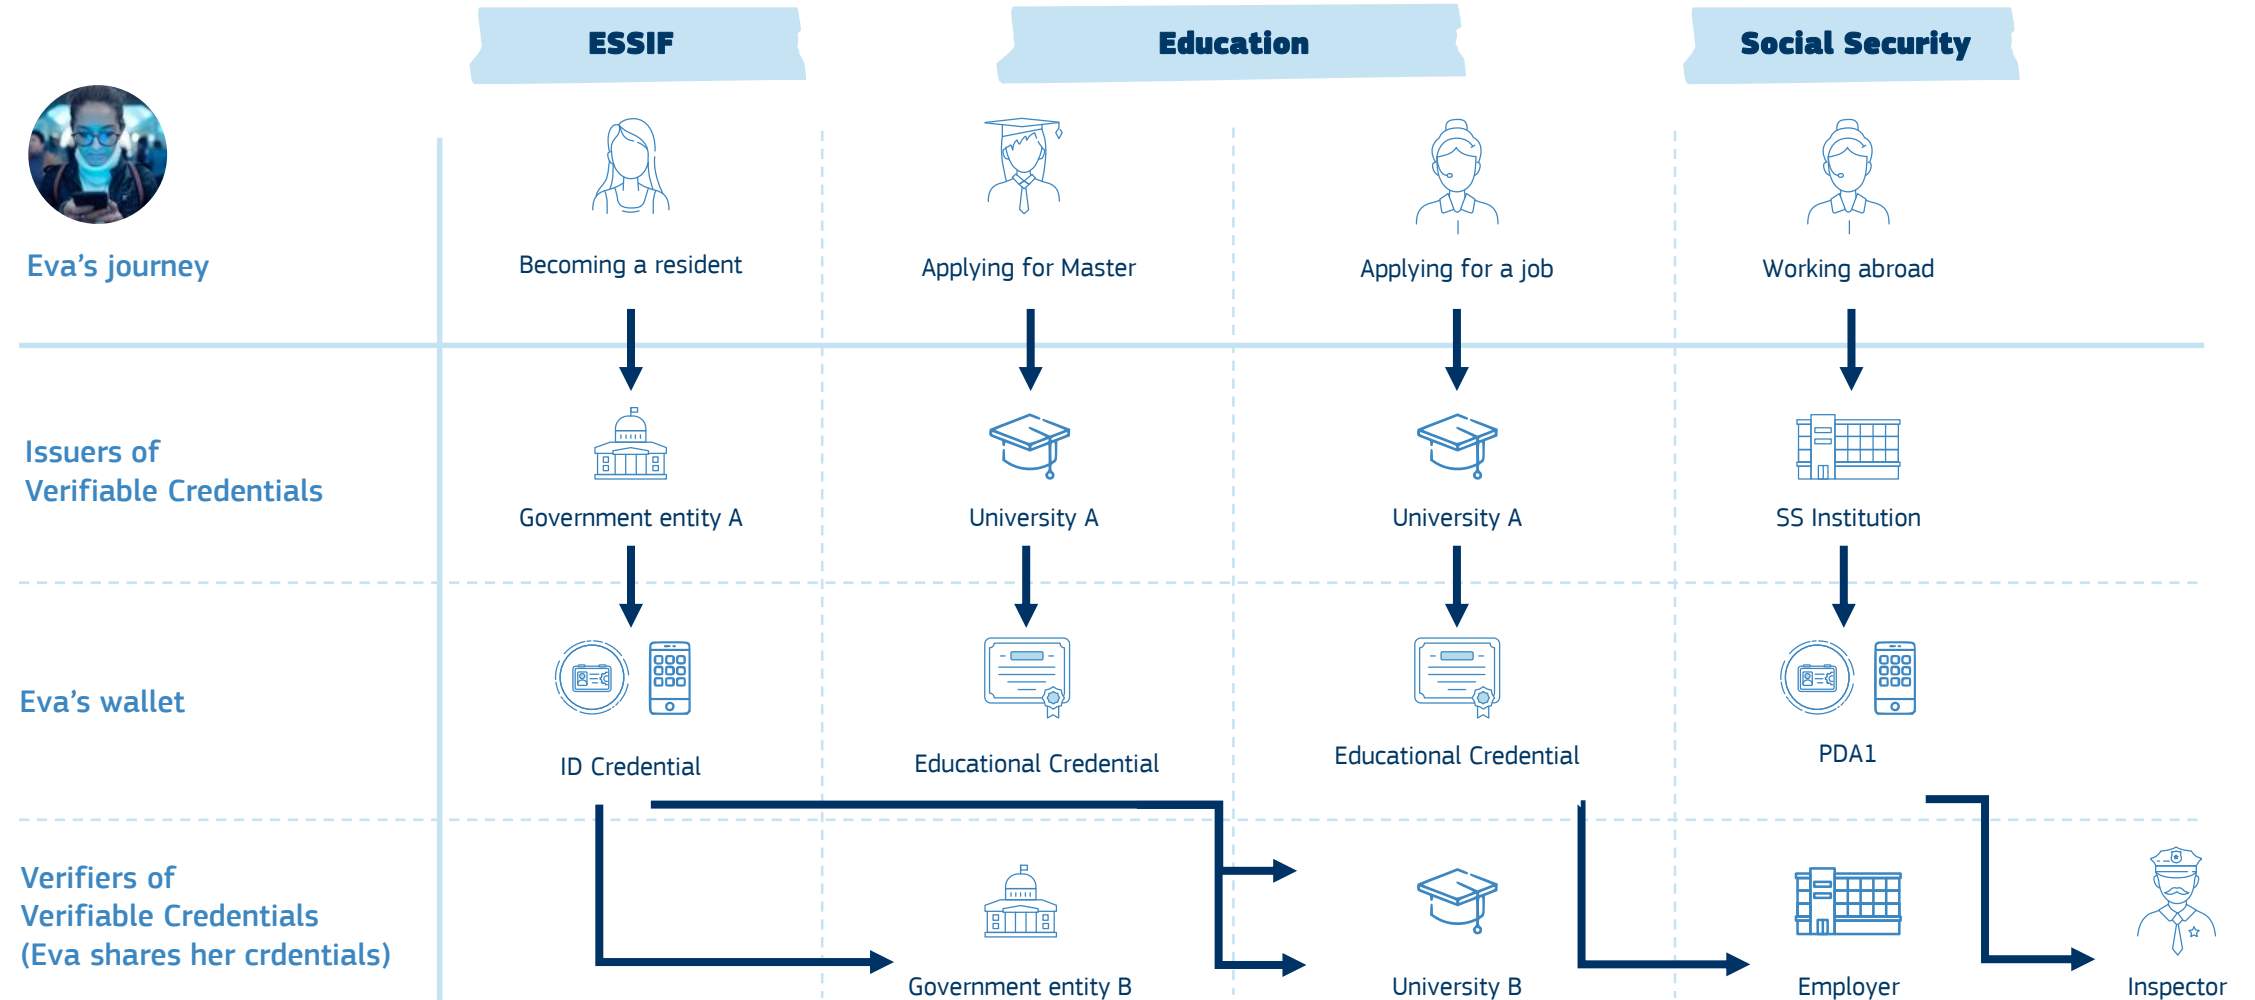 ESSIF
Education
Social Security
Eva's journey
Becoming a resident
Applying for Master
Applying for a job
Working abroad
Issuers of
Verifiable Credentials
Government entity A
University A
University A
SS Institution
Eva's wallet
ID Credential
Educational Credential
Educational Credential
PDA1
Verifiers of
Verifiable Credentials
(Eva shares her crdentials)
Government entity B
University B
Employer
Inspector